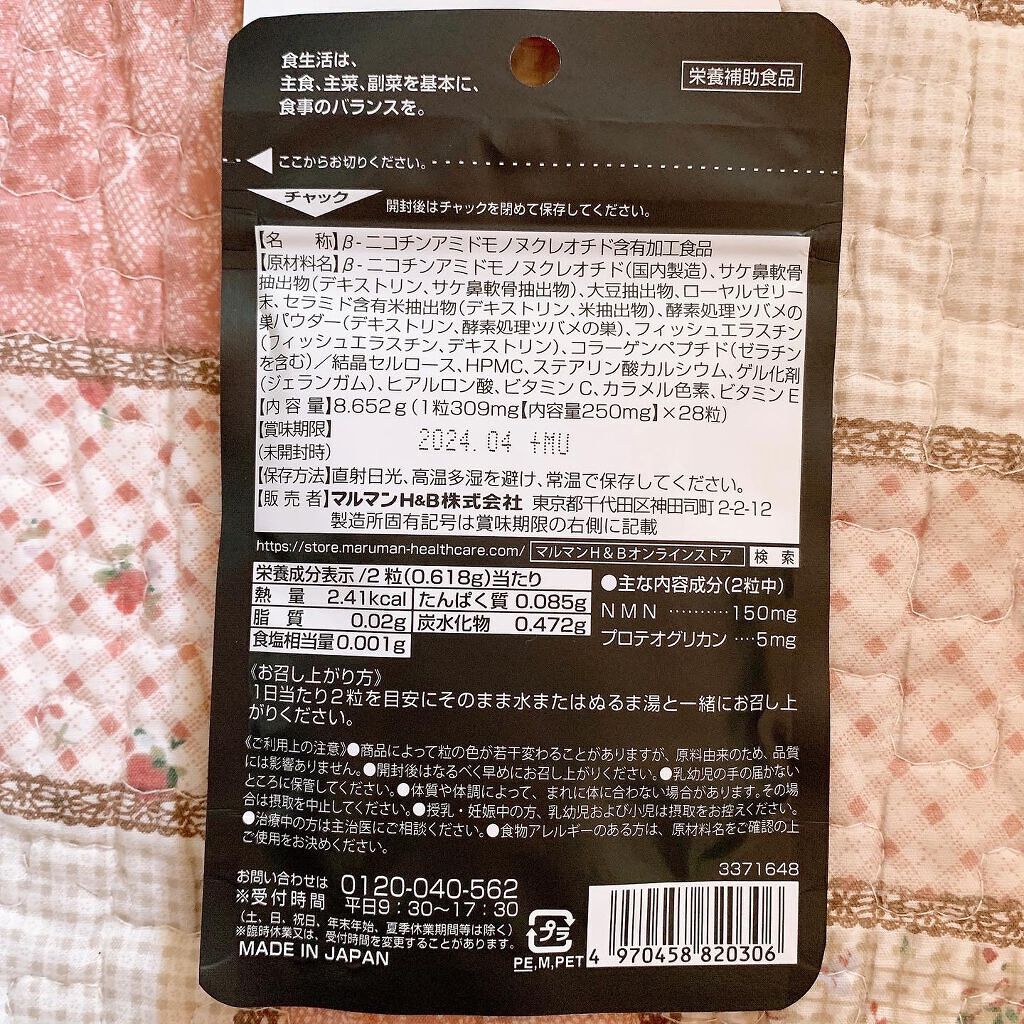 食生活は、
主食、主菜、副菜を基本に、
食事のバランスを。
栄養補助食品
ここからお切りください。
チャック
開封後はチャックを閉めて保存してください。
【名　称】β-ニコチンアミドモノヌクレオチド含有加工食品
【原材料名】β-ニコチンアミドモノヌクレオチド(国内製造)、サケ鼻軟骨
抽出物(デキストリン、サケ鼻軟骨抽出物)、大豆抽出物、ローヤルゼリー
末、セラミド含有米抽出物(デキストリン、米抽出物)、酵素処理ツバメの
巣パウダー(デキストリン、酵素処理ツバメの巣)、フィッシュエラスチン
(フィッシュエラスチン、デキストリン)、コラーゲンペプチド(ゼラチン
を含む)／結晶セルロース、HPMC、ステアリン酸カルシウム、ゲル化剤
(ジェランガム)、ヒアルロン酸、ビタミンC、カラメル色素、ビタミンE
【内容量】8.652g(1粒309mg【内容量250mg】×28粒)
【賞味期限】
(未開封時)
2024.04 +MU
【保存方法】直射日光、高温多湿を避け、常温で保存してください。
【販売者】マルマンH&B株式会社 東京都千代田区神田司町2-2-12
製造所固有記号は賞味期限の右側に記載
https://store.maruman-healthcare.com/ マルマンH&Bオンラインストア 検索
栄養成分表示/2粒(0.618g)当たり
熱量 2.41kcal たんぱく質 0.085g
脂質 0.02g 炭水化物 0.472g
食塩相当量 0.001g
●主な内容成分(2粒中)
NMN ‥‥‥‥‥ 150mg
プロテオグリカン ‥‥5mg
《お召し上がり方》
1日当たり2粒を目安にそのまま水またはぬるま湯と一緒にお召し上
がりください。
《ご利用上の注意》●商品によって粒の色が若干変わることがありますが、原料由来のため、品質
には影響ありません。●開封後はなるべく早めにお召し上がりください。●乳幼児の手の届かない
ところに保管してください。●体質や体調によって、まれに体に合わない場合があります。その場
合は摂取を中止してください。●授乳・妊娠中の方、乳幼児および小児は摂取をお控えください。
●治療中の方は主治医にご相談ください。●食物アレルギーのある方は、原材料名をご確認の上
ご使用をお決めください。
3371648
お問い合わせは 0120-040-562
※受付時間 平日9：30～17：30
(土、日、祝日、年末年始、夏季休業期間等は除く)
※臨時休業又は、受付時間を変更することがあります。
MADE IN JAPAN
プラ
PE,M,PET
4 970458 820306